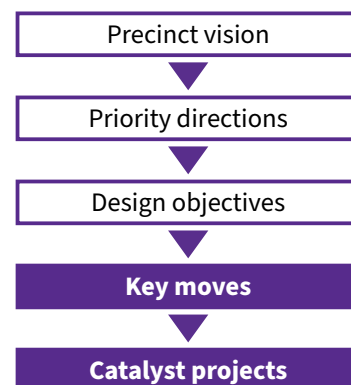 Precinct vision
Priority directions
Design objectives
Key moves
Catalyst projects